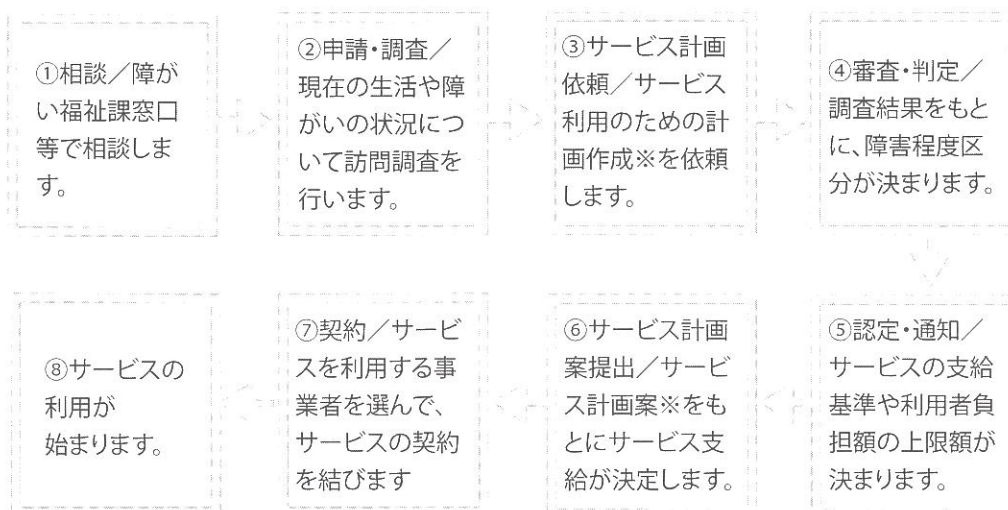 ①相談／障が
い福祉課窓口
等で相談しま
す。
②申請・調査／
現在の生活や障
がいの状況につ
いて訪問調査を
行います。
③サービス計画
依頼／サービス
利用のための計
画作成※を依頼
します。
④審査・判定／
調査結果をもと
に、障害程度区
分が決まります。
⑤認定・通知／
サービスの支給
基準や利用者負
担額の上限額が
決まります。
⑥サービス計画
案提出／サービ
ス計画案※をも
とにサービス支
給が決定します。
⑦契約／サービ
スを利用する事
業者を選んで、
サービスの契約
を結びます
⑧サービスの
利用が
始まります。